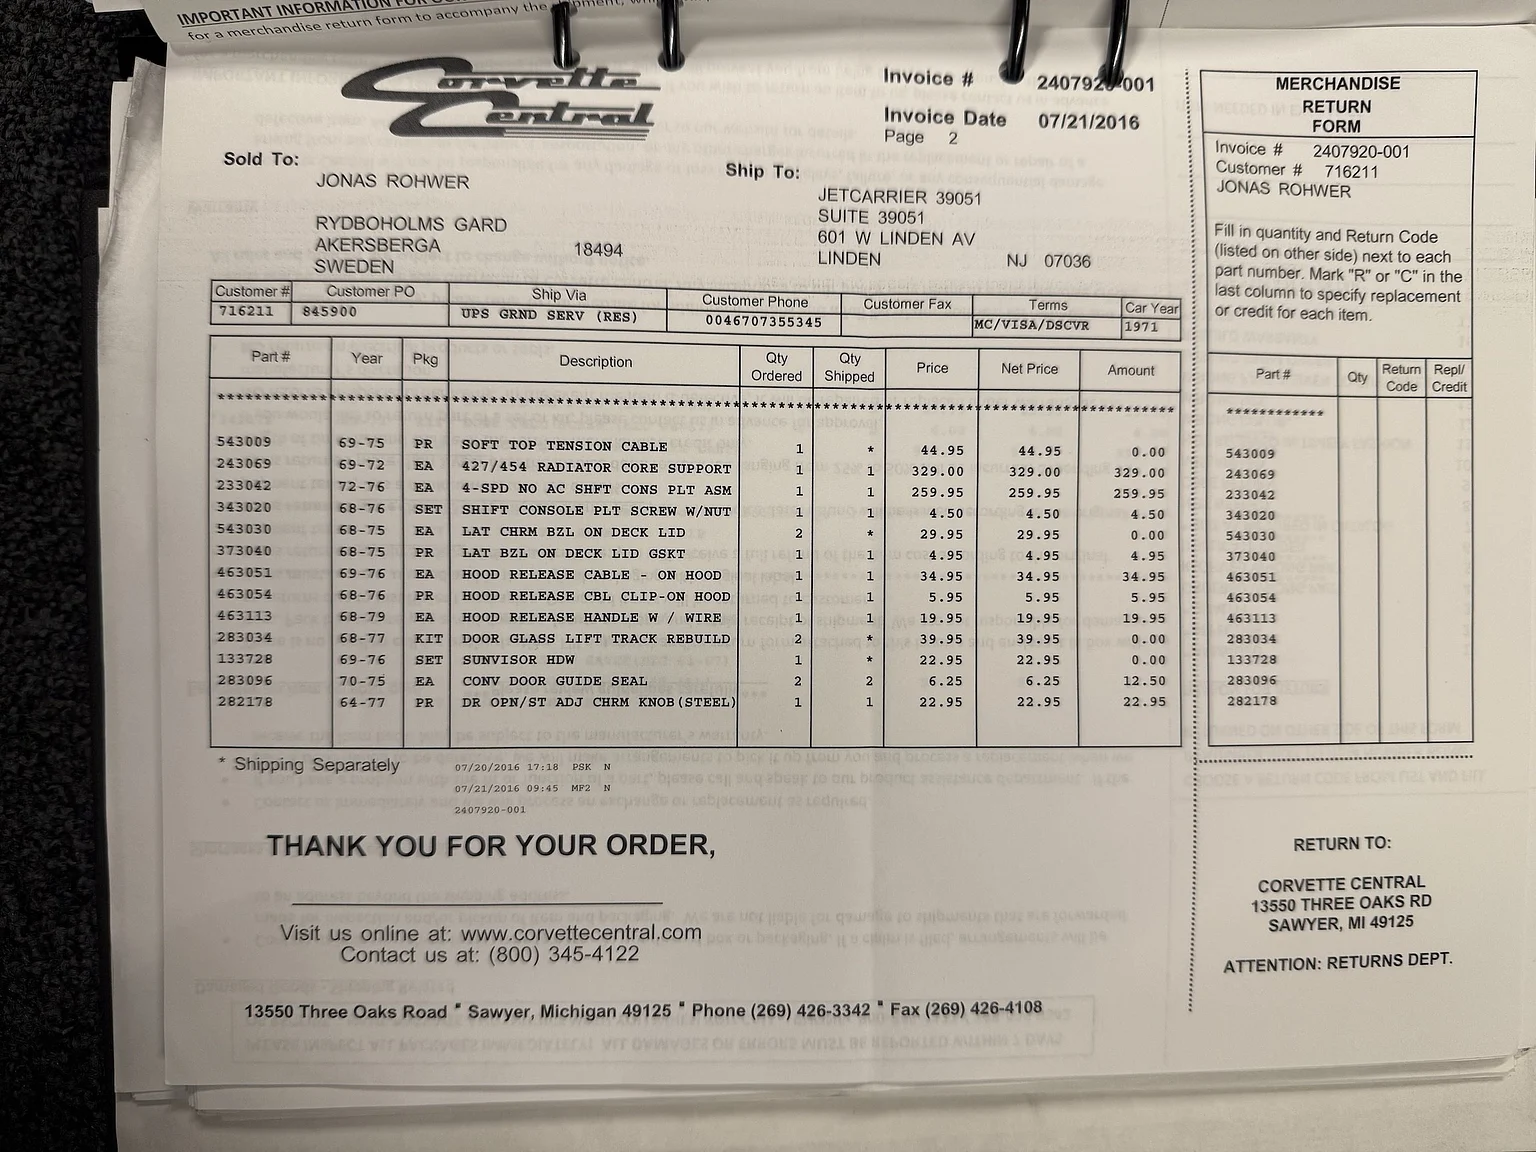 IMPORTANT INFORMATION FOR
for a merchandise return form to accompany the
Corvette
Central
Invoice # 2407920-001
Invoice Date 07/21/2016
Page 2
Sold To:
JONAS ROHWER
RYDBOHOLMS GARD
AKERSBERGA 18494
SWEDEN
Ship To:
JETCARRIER 39051
SUITE 39051
601 W LINDEN AV
LINDEN NJ 07036
Customer # Customer PO Ship Via Customer Phone Customer Fax Terms Car Year
716211 845900 UPS GRND SERV (RES) 0046707355345 MC/VISA/DSCVR 1971
Part # Year Pkg Description Qty Ordered Qty Shipped Price Net Price Amount
543009 69-75 PR SOFT TOP TENSION CABLE 1 * 44.95 44.95 0.00
243069 69-72 EA 427/454 RADIATOR CORE SUPPORT 1 1 329.00 329.00 329.00
233042 72-76 EA 4-SPD NO AC SHFT CONS PLT ASM 1 1 259.95 259.95 259.95
343020 68-76 SET SHIFT CONSOLE PLT SCREW W/NUT 1 1 4.50 4.50 4.50
543030 68-75 EA LAT CHRM BZL ON DECK LID 2 * 29.95 29.95 0.00
373040 68-75 PR LAT BZL ON DECK LID GSKT 1 1 4.95 4.95 4.95
463051 69-76 EA HOOD RELEASE CABLE - ON HOOD 1 1 34.95 34.95 34.95
463054 68-76 PR HOOD RELEASE CBL CLIP-ON HOOD 1 1 5.95 5.95 5.95
463113 68-79 EA HOOD RELEASE HANDLE W / WIRE 1 1 19.95 19.95 19.95
283034 68-77 KIT DOOR GLASS LIFT TRACK REBUILD 2 * 39.95 39.95 0.00
133728 69-76 SET SUNVISOR HDW 1 * 22.95 22.95 0.00
283096 70-75 EA CONV DOOR GUIDE SEAL 2 2 6.25 6.25 12.50
282178 64-77 PR DR OPN/ST ADJ CHRM KNOB(STEEL) 1 1 22.95 22.95 22.95
* Shipping Separately
07/20/2016 17:18 PSK N
07/21/2016 09:45 MF2 N
2407920-001
THANK YOU FOR YOUR ORDER,
Visit us online at: www.corvettecentral.com
Contact us at: (800) 345-4122
13550 Three Oaks Road * Sawyer, Michigan 49125 * Phone (269) 426-3342 * Fax (269) 426-4108
MERCHANDISE
RETURN
FORM
Invoice # 2407920-001
Customer # 716211
JONAS ROHWER
Fill in quantity and Return Code
(listed on other side) next to each
part number. Mark "R" or "C" in the
last column to specify replacement
or credit for each item.
Part # Qty Return Code Repl/ Credit
************
543009
243069
233042
343020
543030
373040
463051
463054
463113
283034
133728
283096
282178
RETURN TO:
CORVETTE CENTRAL
13550 THREE OAKS RD
SAWYER, MI 49125
ATTENTION: RETURNS DEPT.